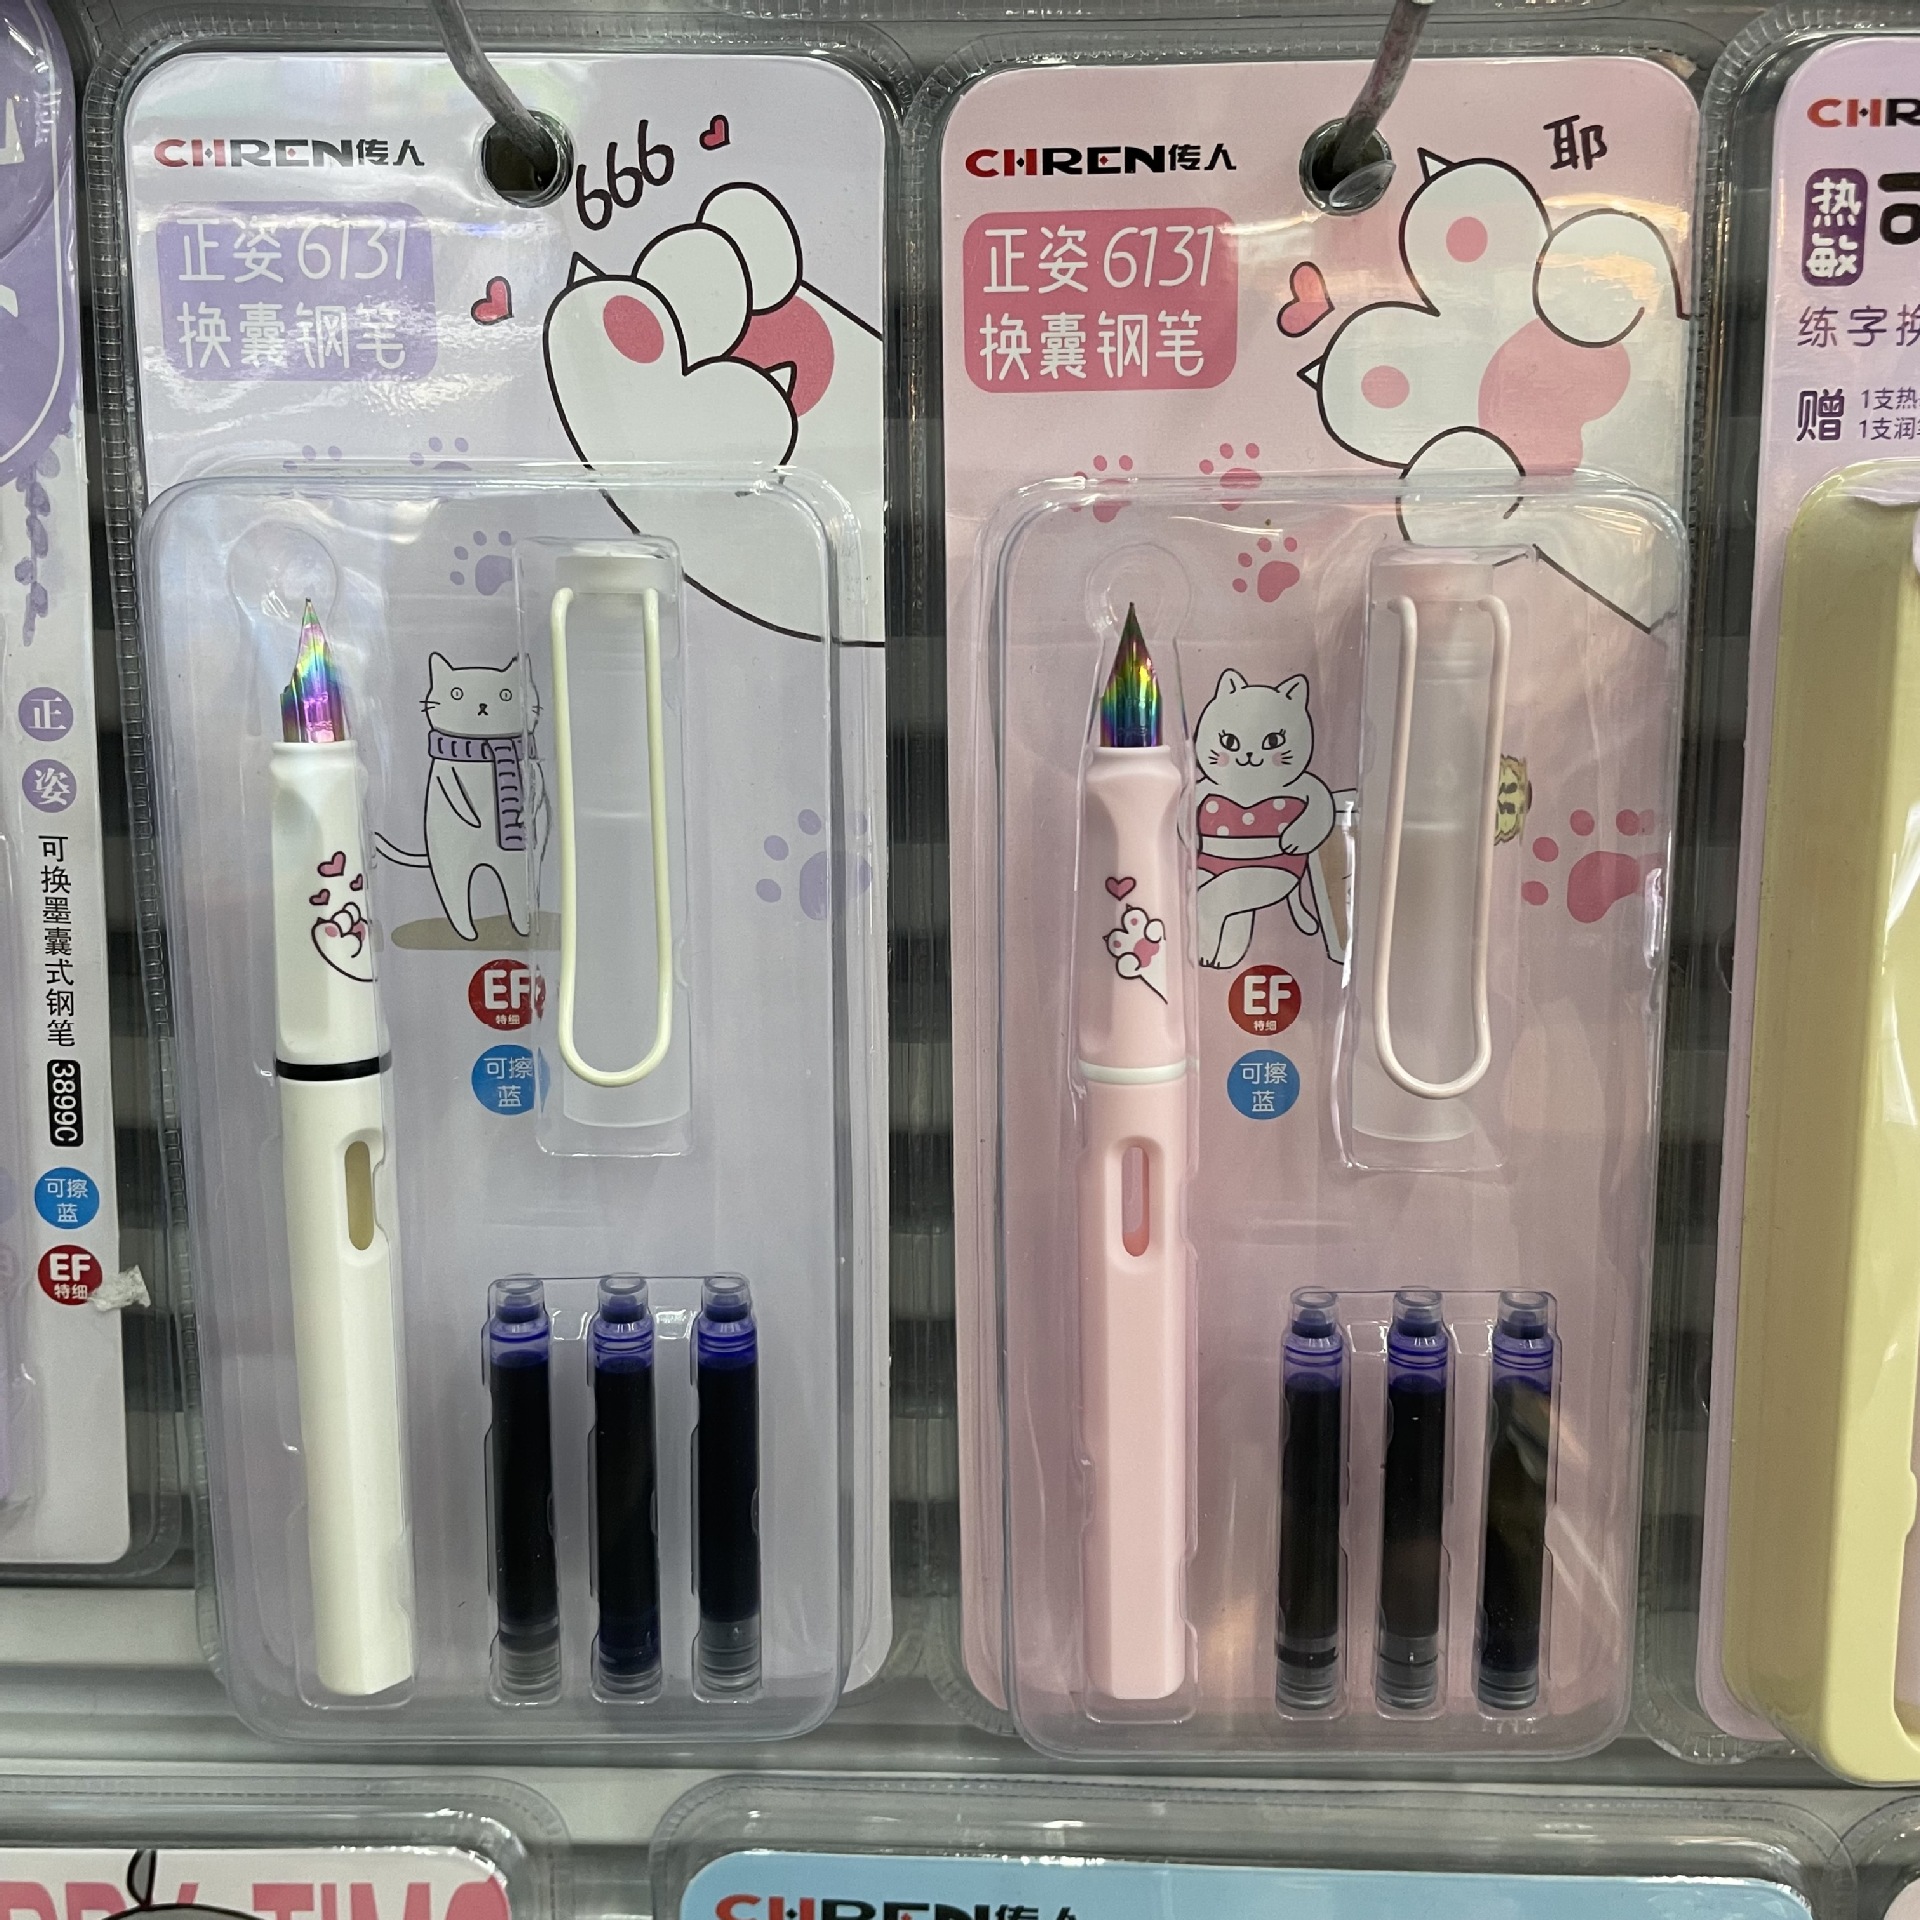 正
姿
可换墨囊式钢笔
3899C
可擦
蓝
EF
特细
CHREN传人
666
正姿6131
换囊钢笔
EF
特细
可擦
蓝
CHREN传人
耶
正姿6131
换囊钢笔
EF
特细
可擦
蓝
热敏
练字换
赠
1支热
1支润
CHREN传人